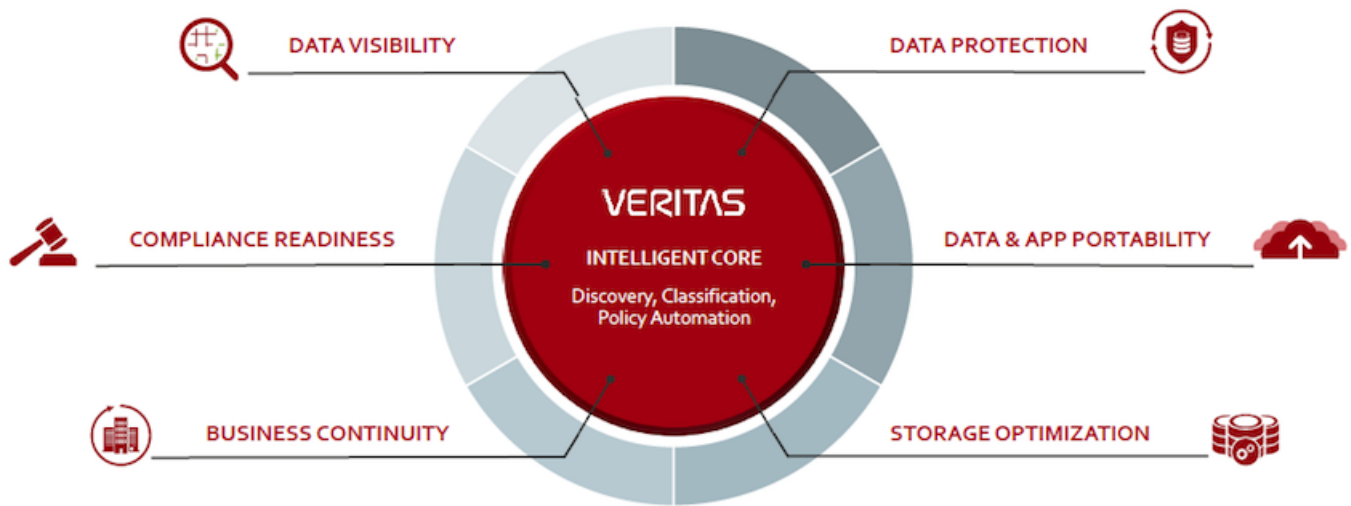 DATA VISIBILITY
DATA PROTECTION
COMPLIANCE READINESS
DATA & APP PORTABILITY
BUSINESS CONTINUITY
STORAGE OPTIMIZATION
VERITAS
INTELLIGENT CORE
Discovery, Classification,
Policy Automation